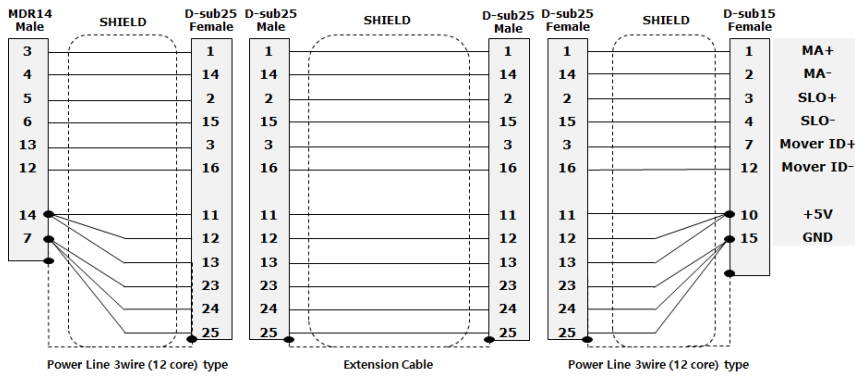 MDR14 Male SHIELD D-sub25 Female D-sub25 Male SHIELD D-sub25 Male D-sub25 Female SHIELD D-sub15 Female
3 1 1 1 1 1 MA+
4 14 14 14 14 2 MA-
5 2 2 2 2 3 SLO+
6 15 15 15 15 4 SLO-
13 3 3 3 3 7 Mover ID+
12 16 16 16 16 12 Mover ID-
14 11 11 11 11 10 +5V
7 12 12 12 12 15 GND
13 13 13 13
23 23 23 23
24 24 24 24
25 25 25 25
Power Line 3wire (12 core) type Extension Cable Power Line 3wire (12 core) type